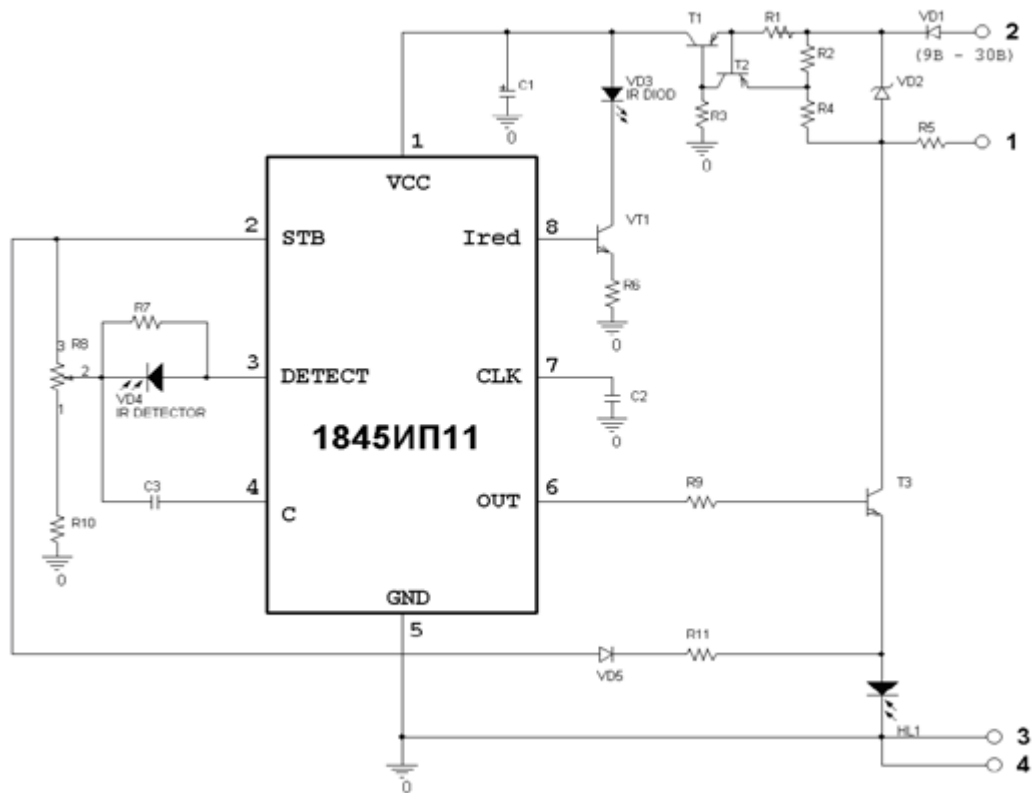 T1
R1
VD1
2
(9В - 30В)
R2
T2
VD3
IR DIOD
C1
VD2
R3
R4
R5
1
0
0
1
VCC
2
STB
Ired
8
VT1
R6
0
R7
3
R8
2
1
VD4
IR DETECTOR
3
DETECT
CLK
7
C2
0
1845ИП11
C3
4
C
OUT
6
R9
T3
R10
0
GND
5
R11
VD5
HL1
3
4
0